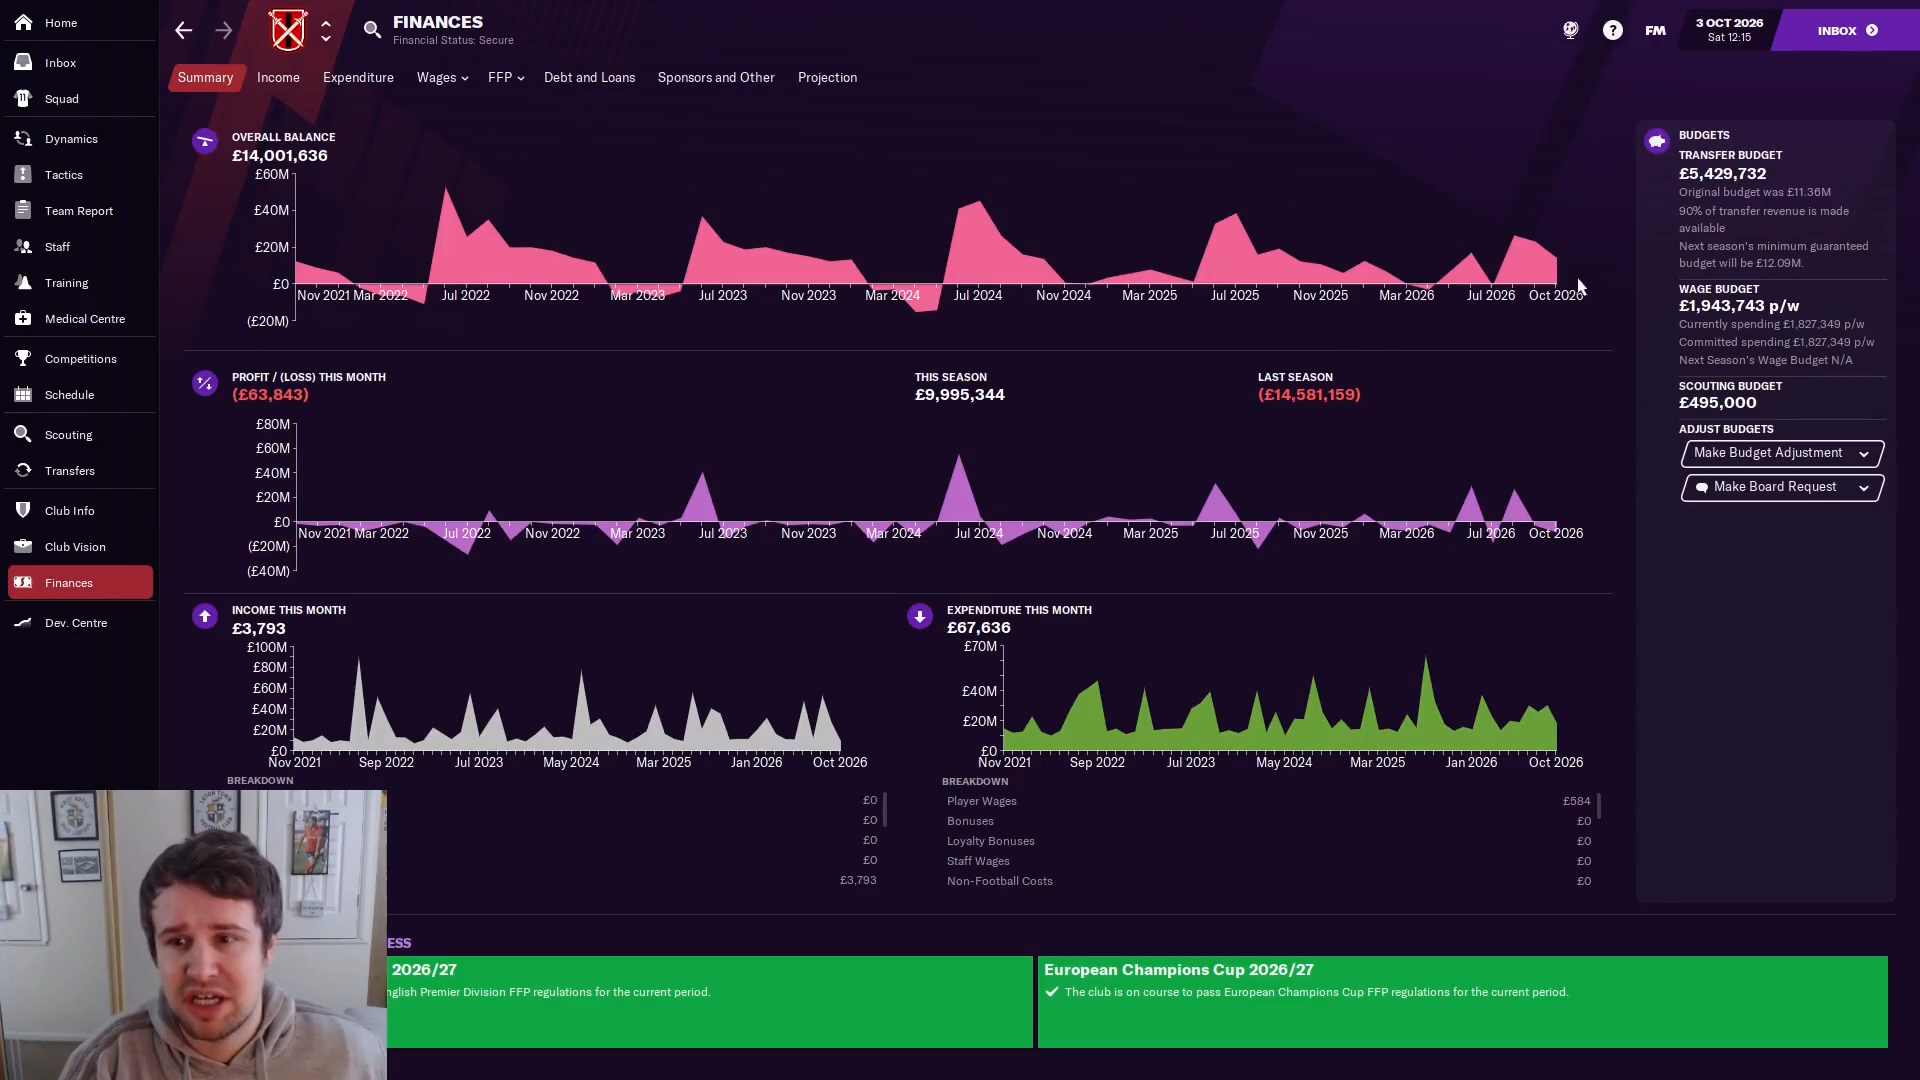 Home
Inbox
Squad
Dynamics
Tactics
Team Report
Staff
Training
Medical Centre
Competitions
Schedule
Scouting
Transfers
Club Info
Club Vision
Finances
Dev. Centre
FINANCES
Financial Status: Secure
FM
3 OCT 2026
Sat 12:15
INBOX
Summary
Income
Expenditure
Wages
FFP
Debt and Loans
Sponsors and Other
Projection
OVERALL BALANCE
£14,001,636
£60M
£40M
£20M
£0
(£20M)
Nov 2021 Mar 2022 Jul 2022 Nov 2022 Mar 2023 Jul 2023 Nov 2023 Mar 2024 Jul 2024 Nov 2024 Mar 2025 Jul 2025 Nov 2025 Mar 2026 Jul 2026 Oct 2026
PROFIT / (LOSS) THIS MONTH
(£63,843)
THIS SEASON
£9,995,344
LAST SEASON
(£14,581,159)
£80M
£60M
£40M
£20M
£0
(£20M)
(£40M)
Nov 2021 Mar 2022 Jul 2022 Nov 2022 Mar 2023 Jul 2023 Nov 2023 Mar 2024 Jul 2024 Nov 2024 Mar 2025 Jul 2025 Nov 2025 Mar 2026 Jul 2026 Oct 2026
INCOME THIS MONTH
£3,793
£100M
£80M
£60M
£40M
£20M
£0
Nov 2021 Sep 2022 Jul 2023 May 2024 Mar 2025 Jan 2026 Oct 2026
BREAKDOWN
£0
£0
£0
£0
£3,793
EXPENDITURE THIS MONTH
£67,636
£70M
£40M
£20M
£0
Nov 2021 Sep 2022 Jul 2023 May 2024 Mar 2025 Jan 2026 Oct 2026
BREAKDOWN
Player Wages £584
Bonuses £0
Loyalty Bonuses £0
Staff Wages £0
Non-Football Costs £0
BUDGETS
TRANSFER BUDGET
£5,429,732
Original budget was £11.36M
90% of transfer revenue is made
available
Next season's minimum guaranteed
budget will be £12.09M.
WAGE BUDGET
£1,943,743 p/w
Currently spending £1,827,349 p/w
Committed spending £1,827,349 p/w
Next Season's Wage Budget N/A
SCOUTING BUDGET
£495,000
ADJUST BUDGETS
Make Budget Adjustment
Make Board Request
ESS
2026/27
nglish Premier Division FFP regulations for the current period.
European Champions Cup 2026/27
The club is on course to pass European Champions Cup FFP regulations for the current period.